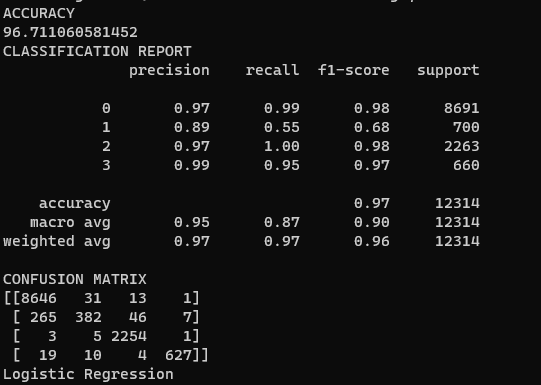 ACCURACY
96.711060581452
CLASSIFICATION REPORT
              precision    recall  f1-score   support

           0       0.97      0.99      0.98      8691
           1       0.89      0.55      0.68       700
           2       0.97      1.00      0.98      2263
           3       0.99      0.95      0.97       660

    accuracy                           0.97     12314
   macro avg       0.95      0.87      0.90     12314
weighted avg       0.97      0.97      0.96     12314

CONFUSION MATRIX
[[8646   31   13    1]
 [ 265  382   46    7]
 [   3    5 2254    1]
 [  19   10    4  627]]
Logistic Regression